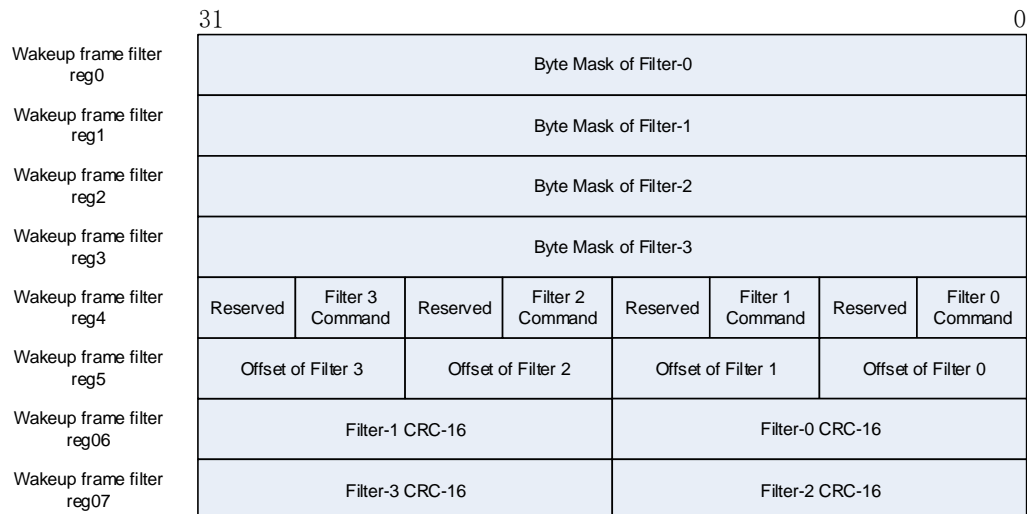 31 0
Wakeup frame filter
reg0
Byte Mask of Filter-0
Wakeup frame filter
reg1
Byte Mask of Filter-1
Wakeup frame filter
reg2
Byte Mask of Filter-2
Wakeup frame filter
reg3
Byte Mask of Filter-3
Wakeup frame filter
reg4
Reserved
Filter 3
Command
Reserved
Filter 2
Command
Reserved
Filter 1
Command
Reserved
Filter 0
Command
Wakeup frame filter
reg5
Offset of Filter 3
Offset of Filter 2
Offset of Filter 1
Offset of Filter 0
Wakeup frame filter
reg06
Filter-1 CRC-16
Filter-0 CRC-16
Wakeup frame filter
reg07
Filter-3 CRC-16
Filter-2 CRC-16